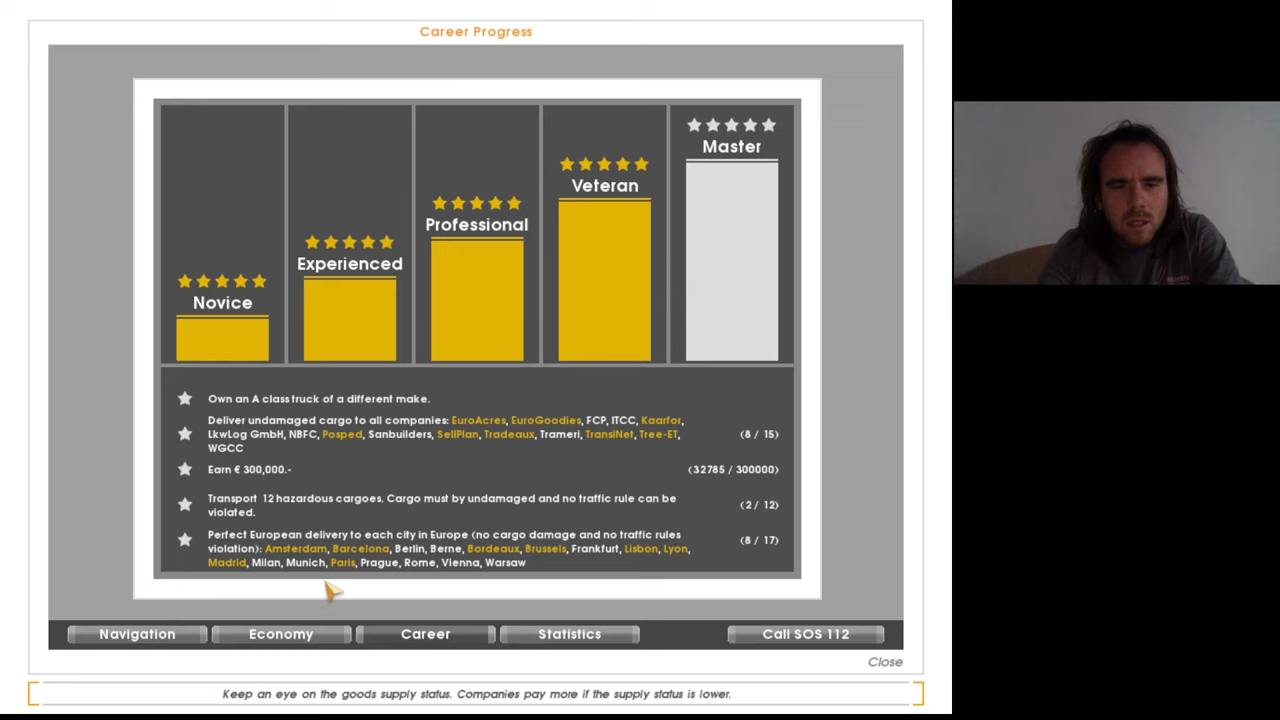 Career Progress
Master
Veteran
Professional
Experienced
Novice
Own an A class truck of a different make.
Deliver undamaged cargo to all companies: EuroAcres, EuroGoodies, FCP, ITCC, Kaarfor,
LkwLog GmbH, NBFC, Posped, Sanbuilders, SellPlan, Tradeaux, Trameri, TransiNet, Tree-ET, (8 / 15)
WGCC
Earn € 300,000.- (32785 / 300000)
Transport 12 hazardous cargoes. Cargo must by undamaged and no traffic rule can be (2 / 12)
violated.
Perfect European delivery to each city in Europe (no cargo damage and no traffic rules (8 / 17)
violation): Amsterdam, Barcelona, Berlin, Berne, Bordeaux, Brussels, Frankfurt, Lisbon, Lyon,
Madrid, Milan, Munich, Paris, Prague, Rome, Vienna, Warsaw
Navigation Economy Career Statistics Call SOS 112
Close
Keep an eye on the goods supply status. Companies pay more if the supply status is lower.